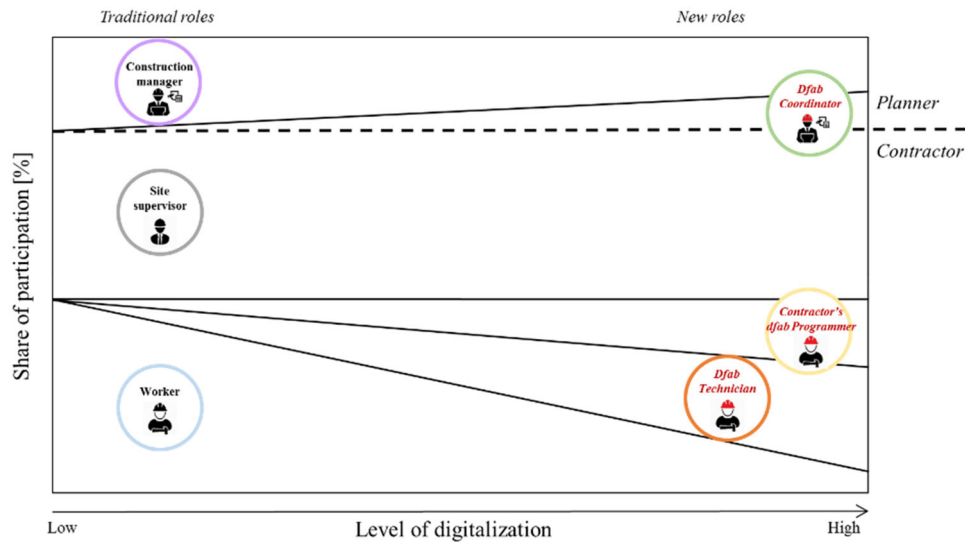 Traditional roles
New roles
Construction
manager
Dfab
Coordinator
Planner
Contractor
Site
supervisor
Share of participation [%]
Contractor's
dfab Programmer
Dfab
Technician
Worker
Low
Level of digitalization
High